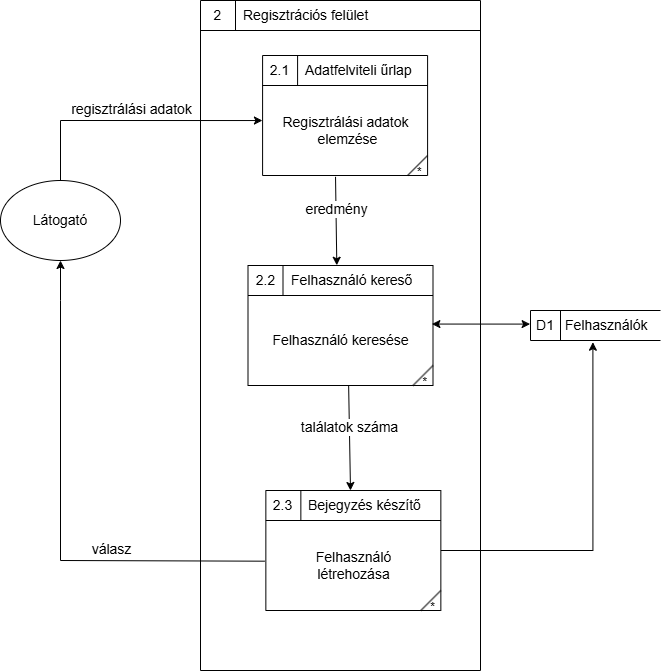 2 Regisztrációs felület
2.1 Adatfelviteli űrlap
regisztrálási adatok
Regisztrálási adatok
elemzése
*
Látogató
eredmény
2.2 Felhasználó kereső
D1 Felhasználók
Felhasználó keresése
*
találatok száma
2.3 Bejegyzés készítő
válasz
Felhasználó
létrehozása
*